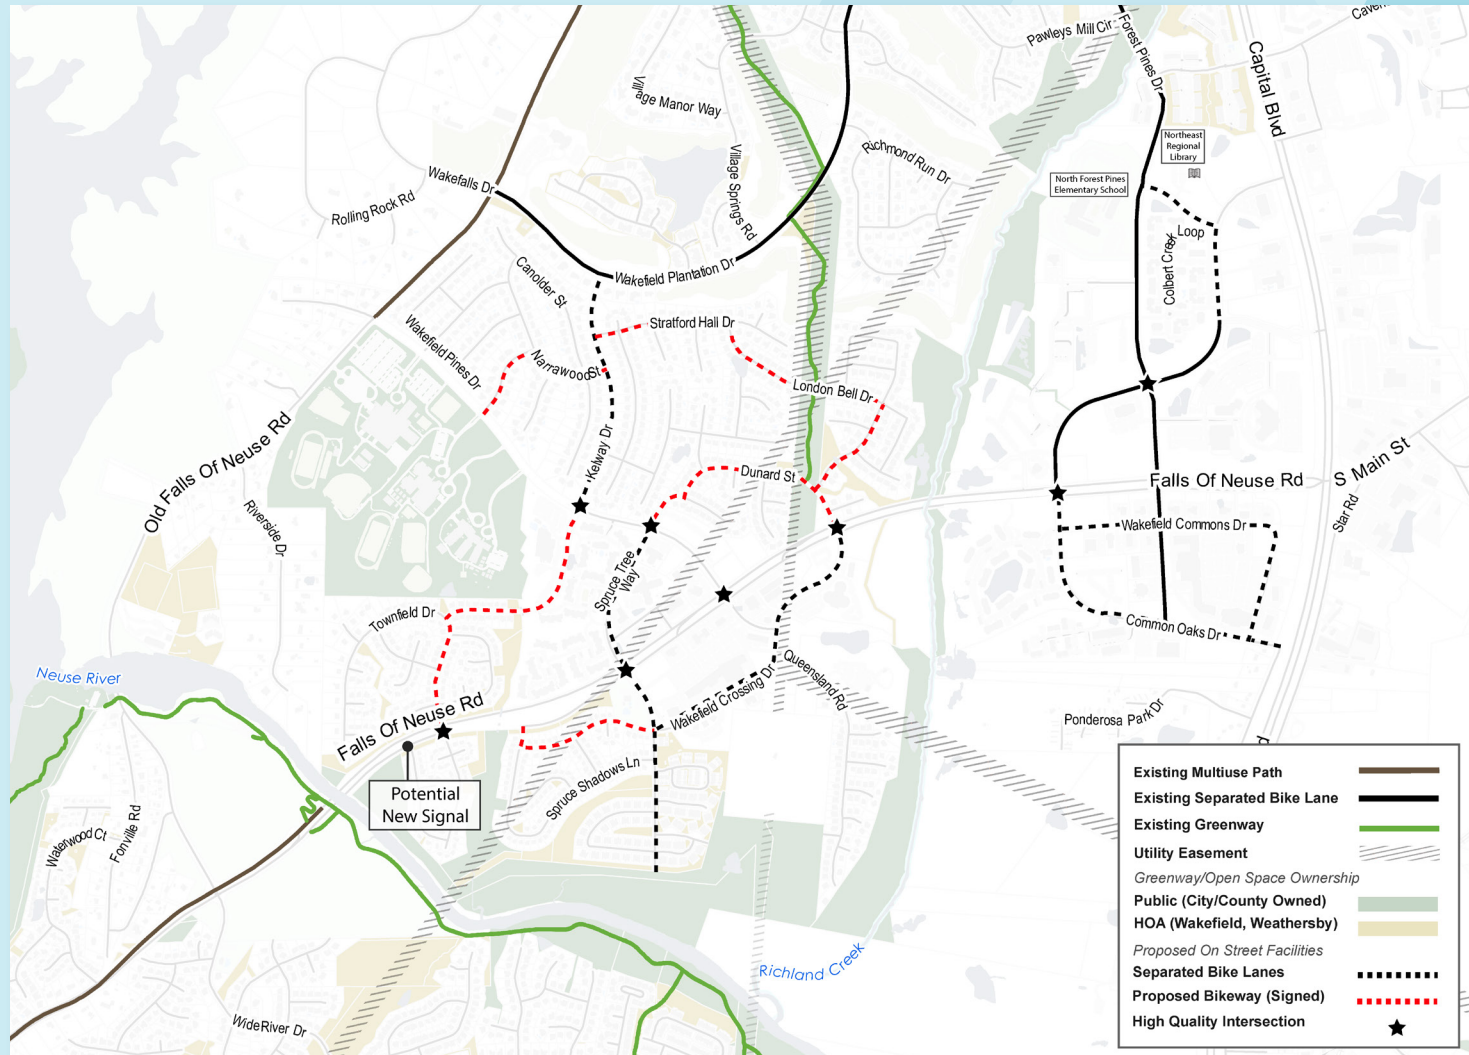 Pawleys Mill Cir
Forest Pines Dr
Capital Blvd
Village Manor Way
Village Springs Rd
Richmond Run Dr
Northeast
Regional
Library
North Forest Pines
Elementary School
Wakefalls Dr
Rolling Rock Rd
Colbert Creek
Loop
Canolder St
Wakefield Plantation Dr
Wakefield Pines Dr
Stratford Hall Dr
Narrawood St
London Bell Dr
Old Falls Of Neuse Rd
Kelway Dr
Dunard St
Falls Of Neuse Rd
S Main St
Star Rd
Riverside Dr
Wakefield Commons Dr
Spruce Tree
Way
Townfield Dr
Common Oaks Dr
Neuse River
Queensland Rd
Wakefield Crossing Dr
Falls Of Neuse Rd
Ponderosa Park Dr
Potential
New Signal
Spruce Shadows Ln
Waterwood Ct
Fonville Rd
Richland Creek
WideRiver Dr
Existing Multiuse Path
Existing Separated Bike Lane
Existing Greenway
Utility Easement
Greenway/Open Space Ownership
Public (City/County Owned)
HOA (Wakefield, Weathersby)
Proposed On Street Facilities
Separated Bike Lanes
Proposed Bikeway (Signed)
High Quality Intersection